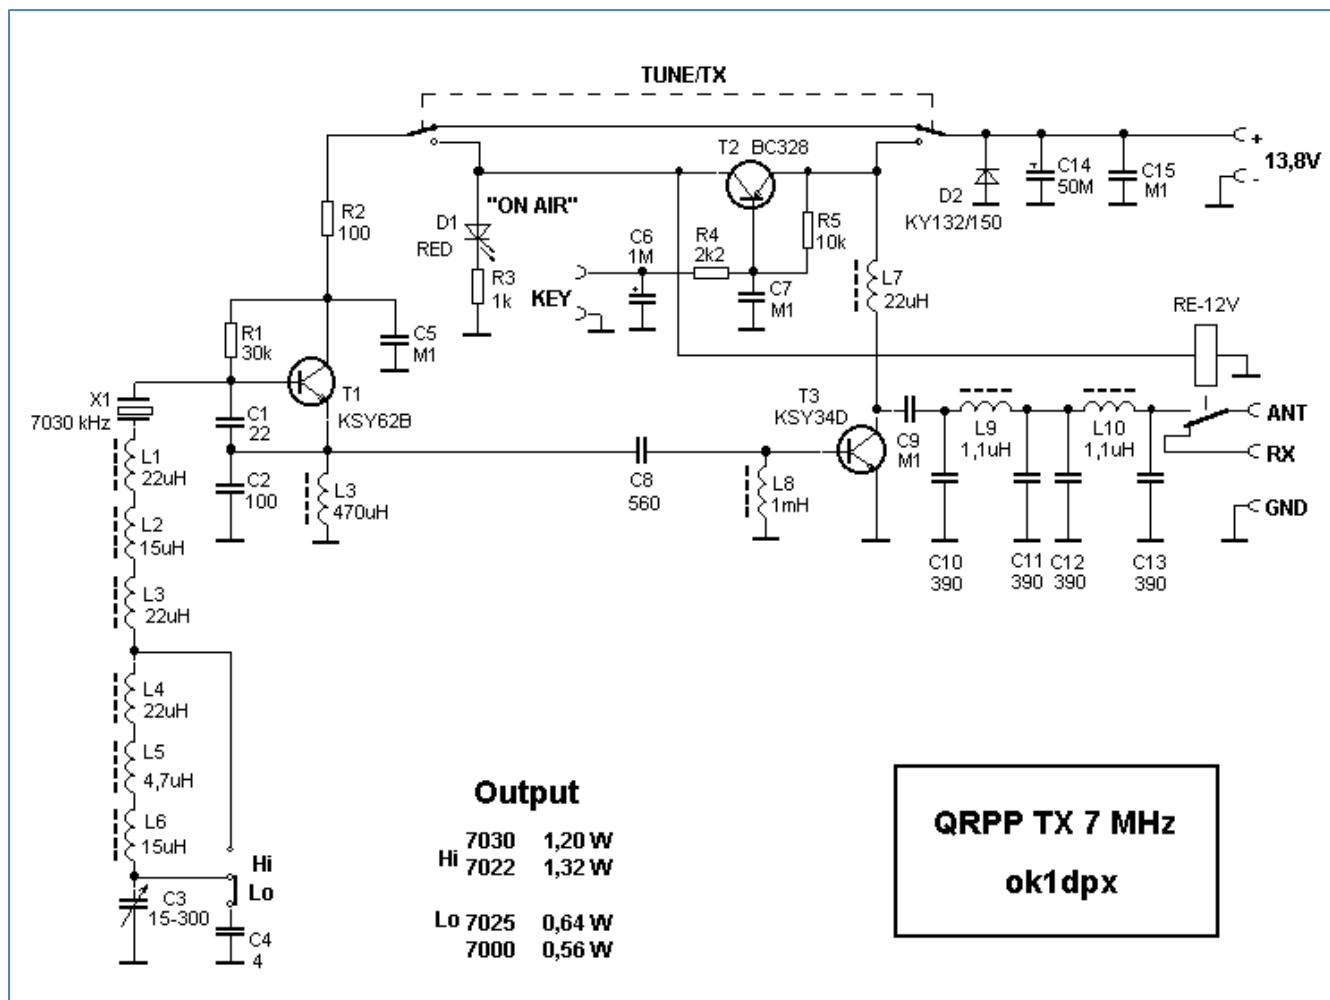 TUNE/TX
T2 BC328
+
13,8V
-
C14
50M
C15
M1
D2
KY132/150
R2
100
"ON AIR"
D1
RED
R3
1k
C6
1M
R4
2k2
R5
10k
KEY
C7
M1
L7
22uH
RE-12V
R1
30k
C5
M1
T1
KSY62B
X1
7030 kHz
C1
22
T3
KSY34D
C9
M1
L9
1,1uH
L10
1,1uH
ANT
RX
GND
L1
22uH
C2
100
L3
470uH
C8
560
L8
1mH
L2
15uH
C10
390
C11
390
C12
390
C13
390
L3
22uH
L4
22uH
L5
4,7uH
L6
15uH
Hi
Lo
C3
15-300
C4
4
Output
7030 1,20 W
Hi 7022 1,32 W
Lo 7025 0,64 W
7000 0,56 W
QRPP TX 7 MHz
ok1dpx